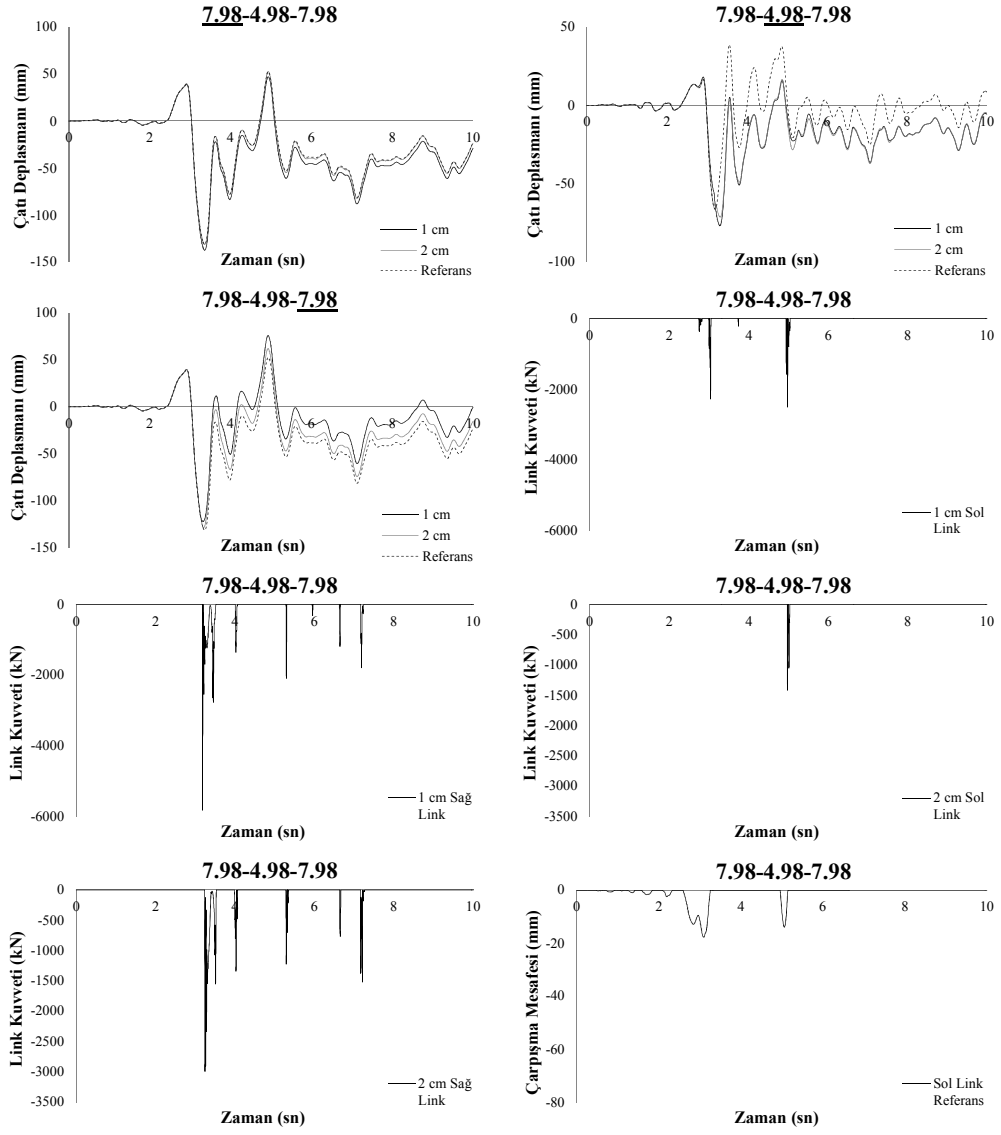 7.98-4.98-7.98
100
50
0
-50
-100
-150
0 2 4 6 8 10
Çatı Deplasmanı (mm)
Zaman (sn)
1 cm
2 cm
Referans
7.98-4.98-7.98
50
0
-50
-100
0 2 4 6 8 10
Çatı Deplasmanı (mm)
Zaman (sn)
1 cm
2 cm
Referans
7.98-4.98-7.98
100
50
0
-50
-100
-150
0 2 4 6 8 10
Çatı Deplasmanı (mm)
Zaman (sn)
1 cm
2 cm
Referans
7.98-4.98-7.98
0
-2000
-4000
-6000
0 2 4 6 8 10
Link Kuvveti (kN)
Zaman (sn)
1 cm Sol
Link
7.98-4.98-7.98
0
-2000
-4000
-6000
0 2 4 6 8 10
Link Kuvveti (kN)
Zaman (sn)
1 cm Sağ
Link
7.98-4.98-7.98
0
-500
-1000
-1500
-2000
-2500
-3000
-3500
0 2 4 6 8 10
Link Kuvveti (kN)
Zaman (sn)
2 cm Sol
Link
7.98-4.98-7.98
0
-500
-1000
-1500
-2000
-2500
-3000
-3500
0 2 4 6 8 10
Link Kuvveti (kN)
Zaman (sn)
2 cm Sağ
Link
7.98-4.98-7.98
0
-20
-40
-60
-80
0 2 4 6 8 10
Çarpışma Mesafesi (mm)
Zaman (sn)
Sol Link
Referans